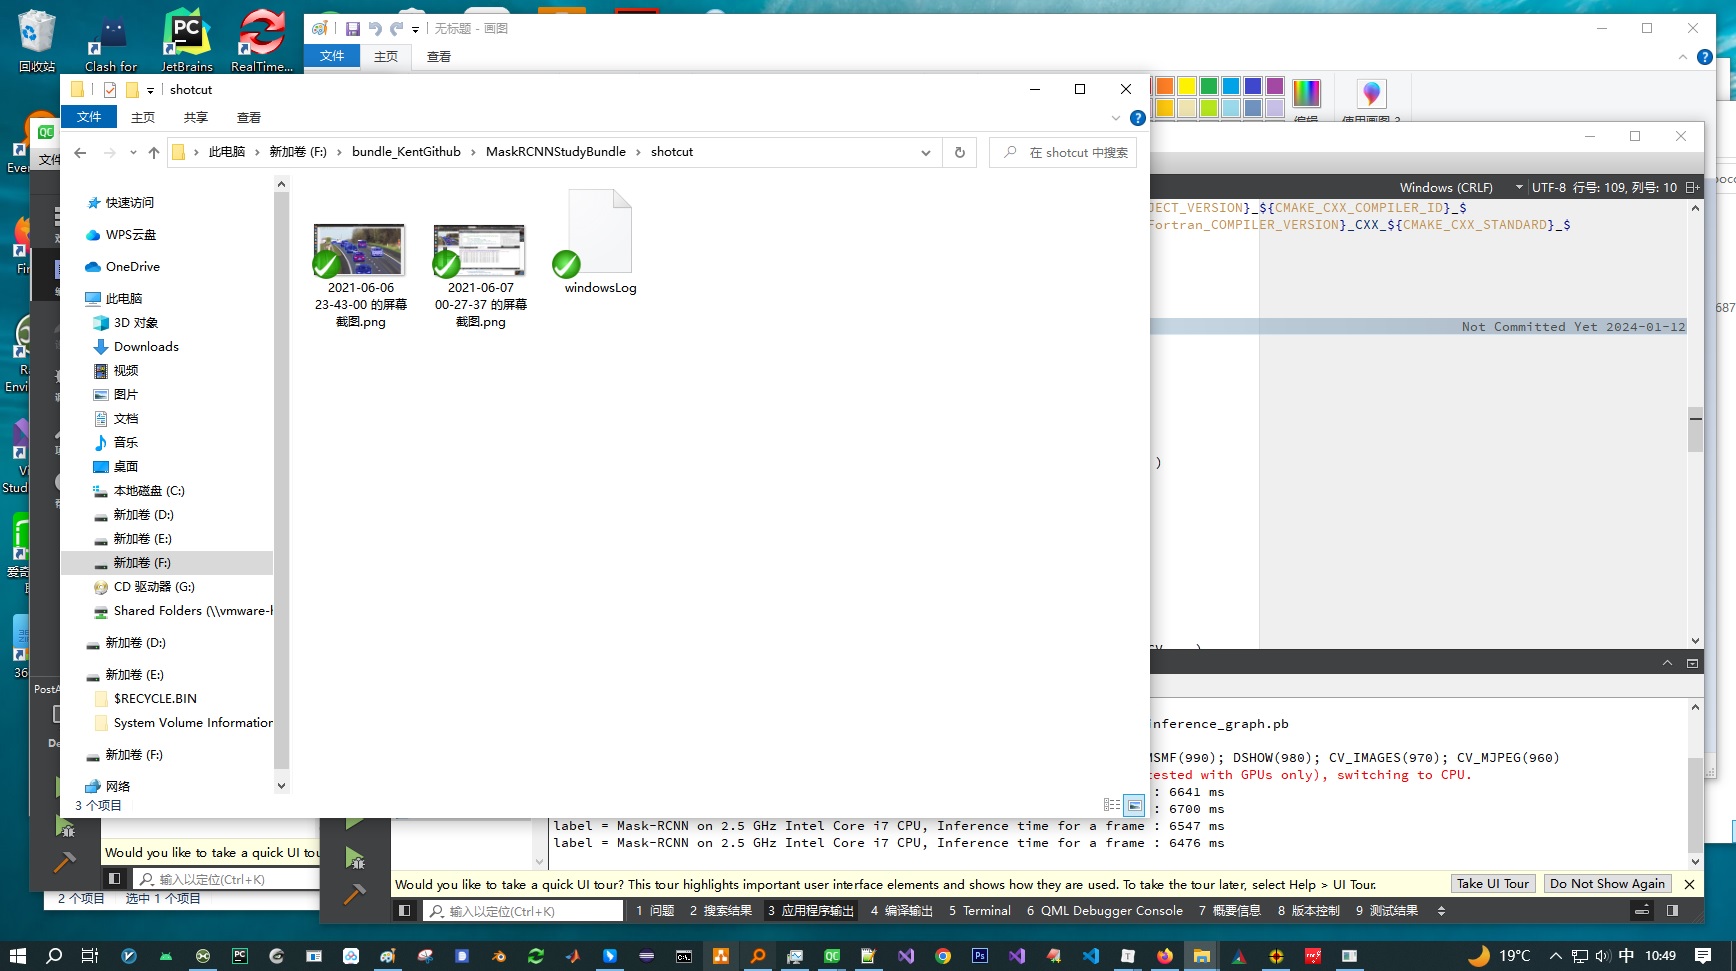 回收站
Clash for
JetBrains
RealTime...
无标题 - 画图
文件
主页
查看
shotcut
文件
主页
共享
查看
此电脑 › 新加卷 (F:) › bundle_KentGithub › MaskRCNNStudyBundle › shotcut
在 shotcut 中搜索
快速访问
WPS云盘
OneDrive
此电脑
3D 对象
Downloads
视频
图片
文档
音乐
桌面
本地磁盘 (C:)
新加卷 (D:)
新加卷 (E:)
新加卷 (F:)
CD 驱动器 (G:)
Shared Folders (\\vmware-h
新加卷 (D:)
新加卷 (E:)
$RECYCLE.BIN
System Volume Information
新加卷 (F:)
网络
3 个项目
2021-06-06
23-43-00 的屏幕
截图.png
2021-06-07
00-27-37 的屏幕
截图.png
windowsLog
Windows (CRLF)
UTF-8 行号: 109, 列号: 10
JECT_VERSION}_${CMAKE_CXX_COMPILER_ID}_$
Fortran_COMPILER_VERSION}_CXX_${CMAKE_CXX_STANDARD}_$
Not Committed Yet 2024-01-12
)
nference_graph.pb
MSMF(990); DSHOW(980); CV_IMAGES(970); CV_MJPEG(960)
tested with GPUs only), switching to CPU.
: 6641 ms
: 6700 ms
label = Mask-RCNN on 2.5 GHz Intel Core i7 CPU, Inference time for a frame : 6547 ms
label = Mask-RCNN on 2.5 GHz Intel Core i7 CPU, Inference time for a frame : 6476 ms
Would you like to take a quick UI tou
输入以定位(Ctrl+K)
2 个项目 选中 1 个项目
Would you like to take a quick UI tour? This tour highlights important user interface elements and shows how they are used. To take the tour later, select Help > UI Tour.
Take UI Tour
Do Not Show Again
输入以定位(Ctrl+K)
1 问题
2 搜索结果
3 应用程序输出
4 编译输出
5 Terminal
6 QML Debugger Console
7 概要信息
8 版本控制
9 测试结果
19°C
中
10:49